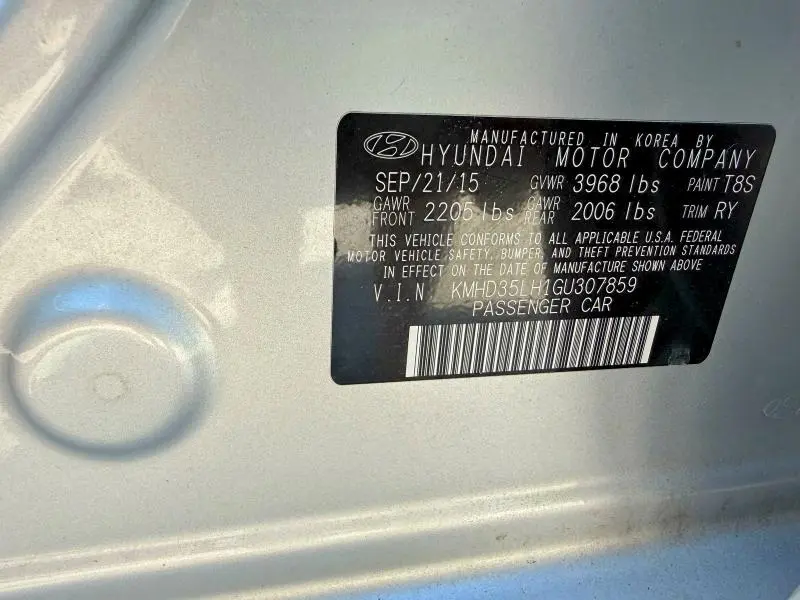 MANUFACTURED IN KOREA BY
HYUNDAI MOTOR COMPANY
SEP/21/15 GVWR 3968 lbs PAINT T8S
GAWR FRONT 2205 lbs GAWR REAR 2006 lbs TRIM RY
THIS VEHICLE CONFORMS TO ALL APPLICABLE U.S.A. FEDERAL
MOTOR VEHICLE SAFETY, BUMPER, AND THEFT PREVENTION STANDARDS
IN EFFECT ON THE DATE OF MANUFACTURE SHOWN ABOVE
V.I.N KMHD35LH1GU307859
PASSENGER CAR